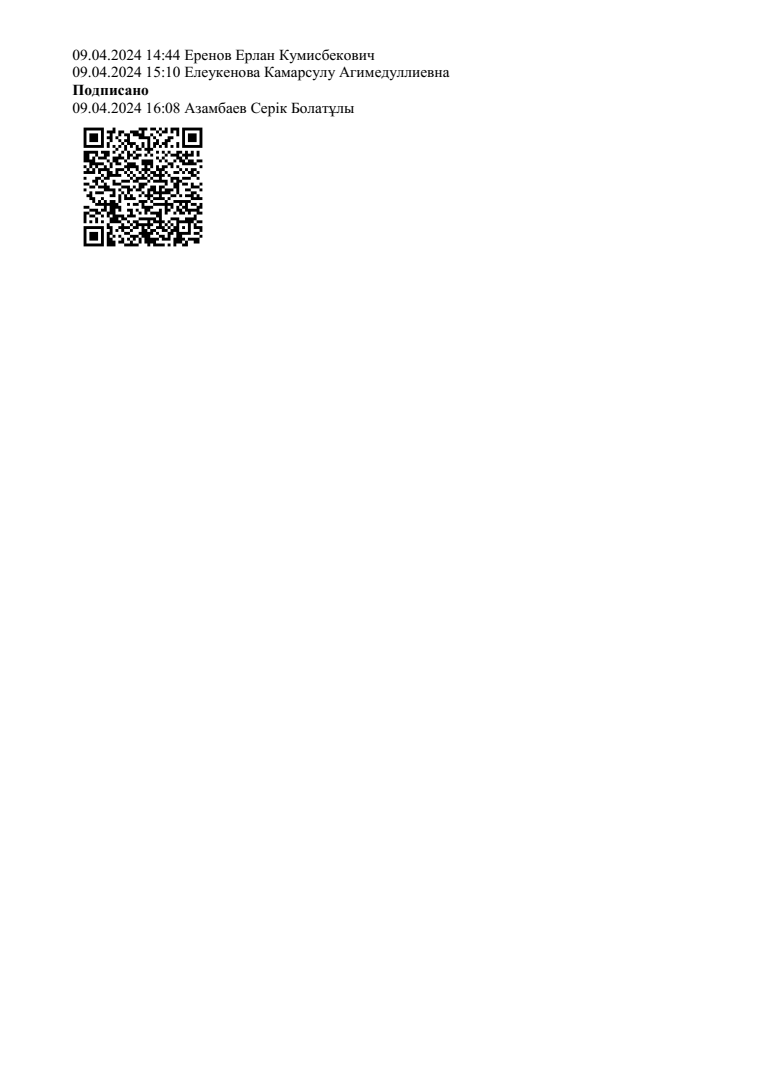 09.04.2024 14:44 Еренов Ерлан Кумисбекович
09.04.2024 15:10 Елеукенова Камарсулу Агимедуллиевна
Подписано
09.04.2024 16:08 Азамбаев Серік Болатұлы